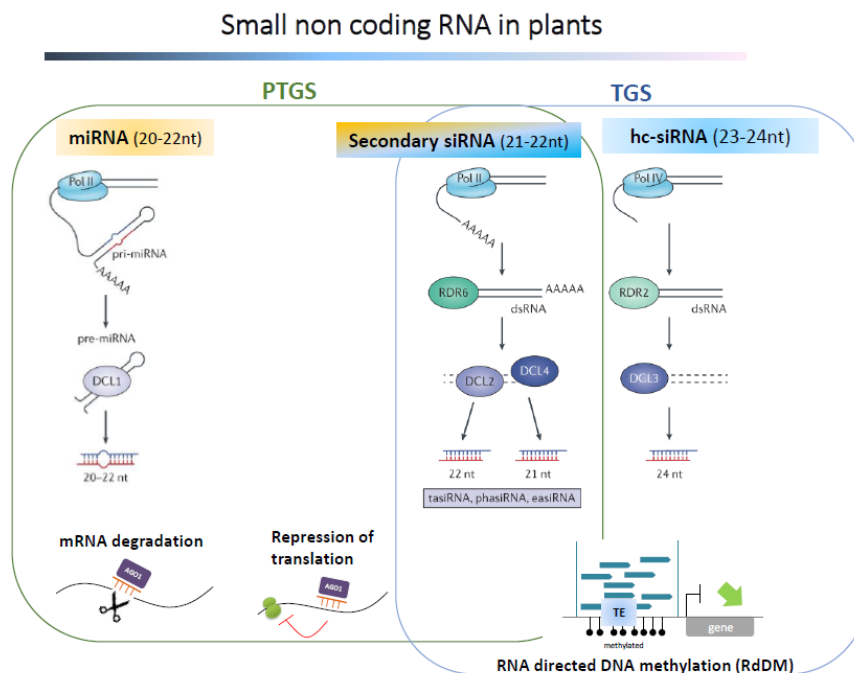 Small non coding RNA in plants
PTGS
TGS
miRNA (20-22nt)
Secondary siRNA (21-22nt)
hc-siRNA (23-24nt)
Pol II
pri-miRNA
AAAAA
pre-miRNA
DCL1
20–22 nt
Pol II
AAAAA
RDR6
AAAAA
dsRNA
DCL2
DCL4
22 nt
21 nt
tasiRNA, phasiRNA, easiRNA
Pol IV
RDR2
dsRNA
DCL3
24 nt
mRNA degradation
AGO1
Repression of
translation
AGO1
TE
methylated
gene
RNA directed DNA methylation (RdDM)